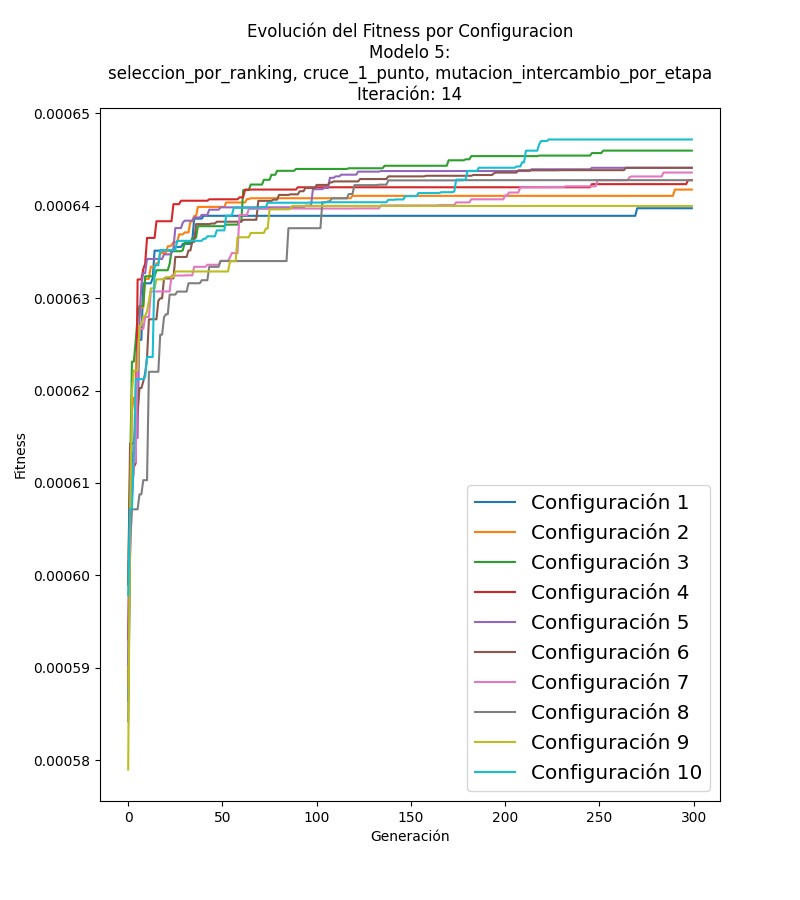 Evolución del Fitness por Configuracion
Modelo 5:
seleccion_por_ranking, cruce_1_punto, mutacion_intercambio_por_etapa
Iteración: 14
0.00065
0.00064
0.00063
0.00062
0.00061
0.00060
0.00059
0.00058
Fitness
0
50
100
150
200
250
300
Generación
Configuración 1
Configuración 2
Configuración 3
Configuración 4
Configuración 5
Configuración 6
Configuración 7
Configuración 8
Configuración 9
Configuración 10